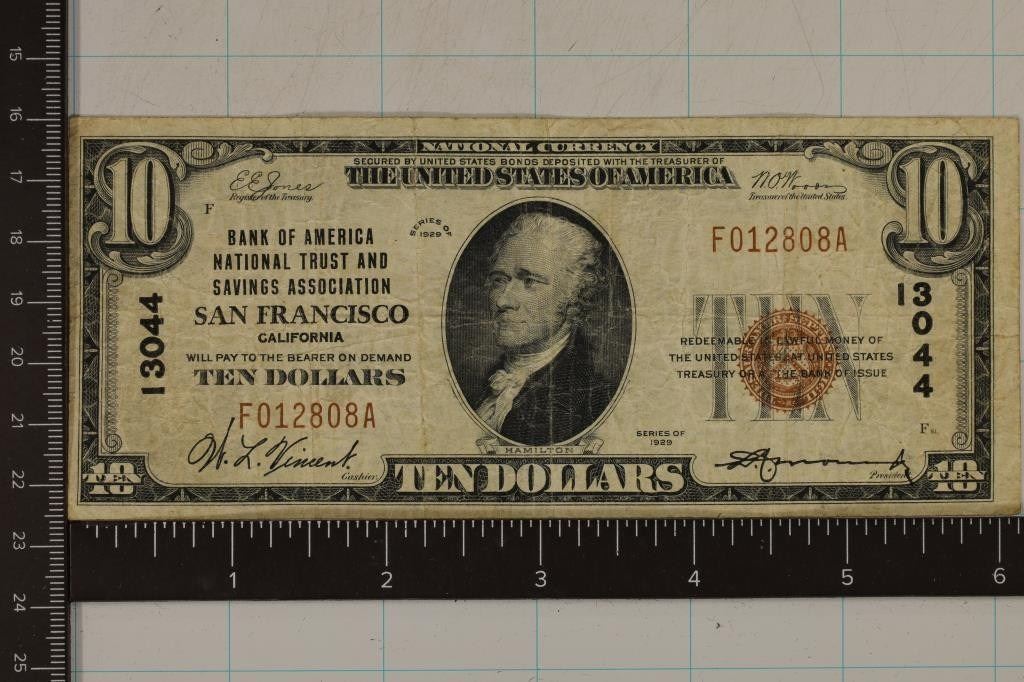 NATIONAL CURRENCY
SECURED BY UNITED STATES BONDS DEPOSITED WITH THE TREASURER OF
THE UNITED STATES OF AMERICA
10
10
E.E. Jones
Register of the Treasury.
W.O. Woods
Treasurer of the United States.
F
SERIES OF
1929
BANK OF AMERICA
NATIONAL TRUST AND
SAVINGS ASSOCIATION
SAN FRANCISCO
CALIFORNIA
WILL PAY TO THE BEARER ON DEMAND
TEN DOLLARS
F012808A
13044
F012808A
13044
TEN
REDEEMABLE IN LAWFUL MONEY OF
THE UNITED STATES AT UNITED STATES
TREASURY OR AT THE BANK OF ISSUE
SERIES OF
1929
F
HAMILTON
W. L. Vincent.
Cashier
President
10
TEN DOLLARS
10
15
16
17
18
19
20
21
22
23
24
25
1 2 3 4 5 6